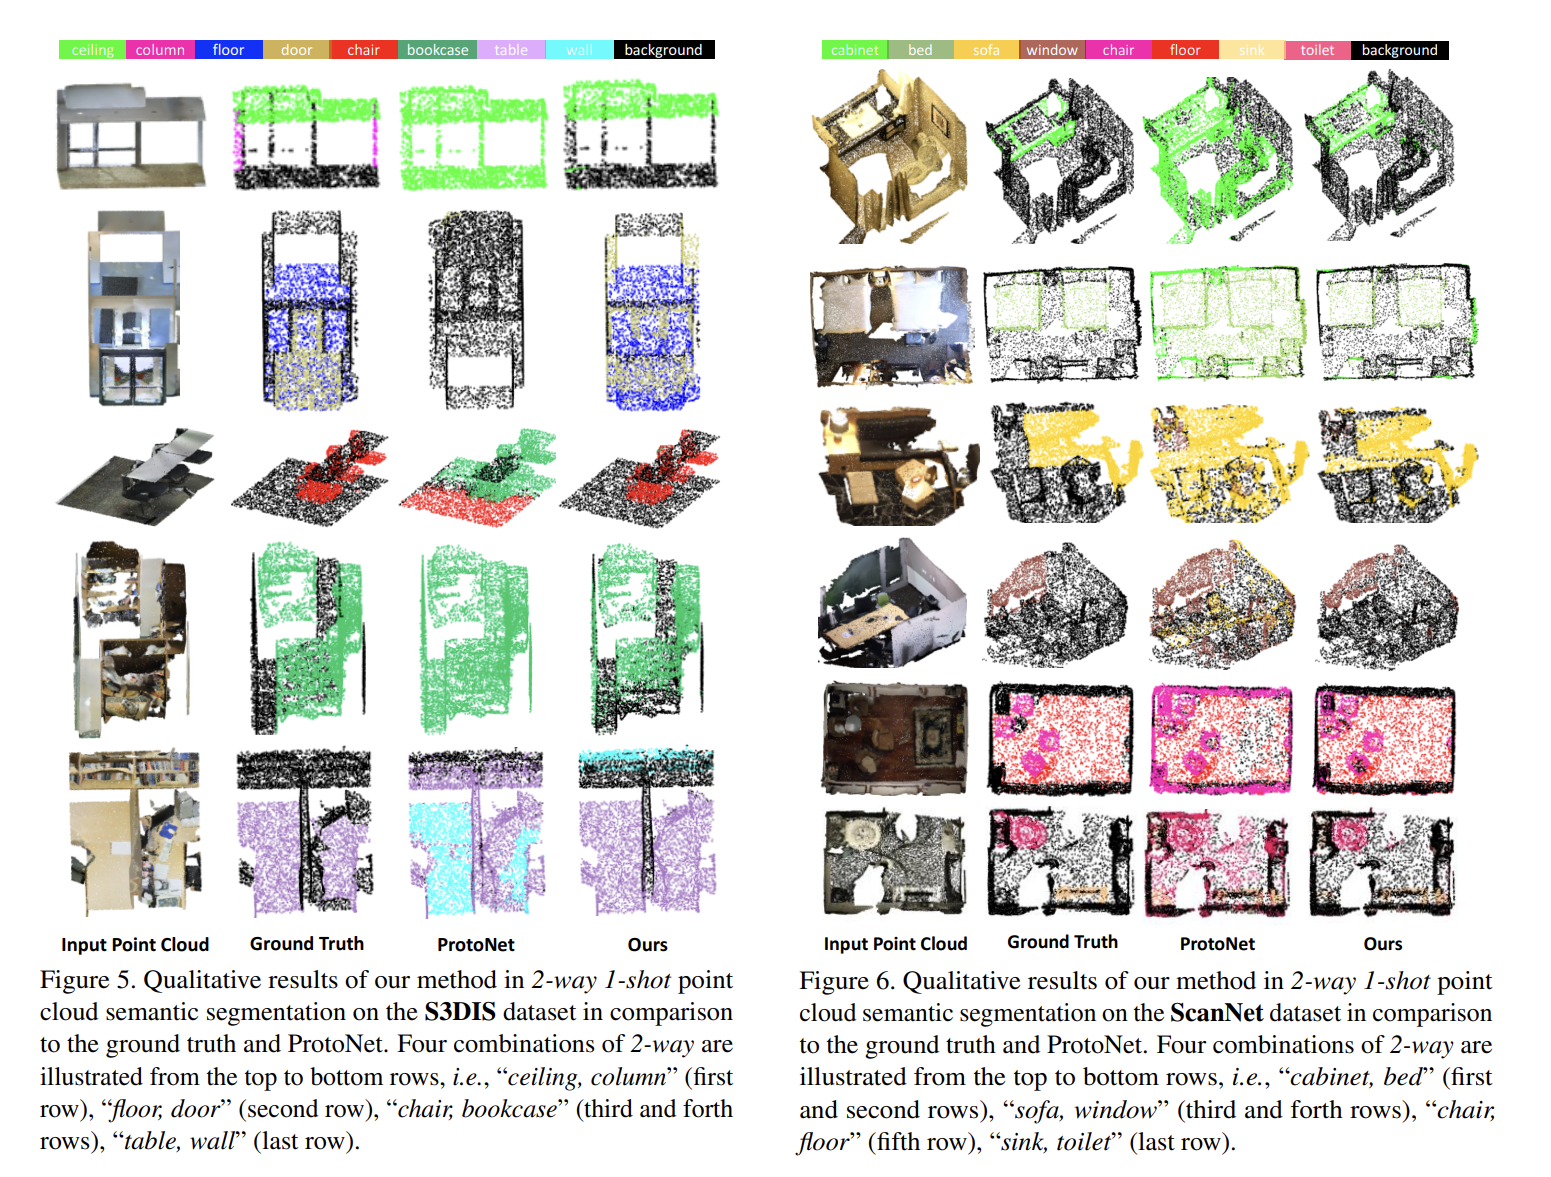 ceiling column floor door chair bookcase table wall background
Input Point Cloud Ground Truth ProtoNet Ours
Figure 5. Qualitative results of our method in 2-way 1-shot point
cloud semantic segmentation on the S3DIS dataset in comparison
to the ground truth and ProtoNet. Four combinations of 2-way are
illustrated from the top to bottom rows, i.e., “ceiling, column” (first
row), “floor, door” (second row), “chair, bookcase” (third and forth
rows), “table, wall” (last row).
cabinet bed sofa window chair floor sink toilet background
Input Point Cloud Ground Truth ProtoNet Ours
Figure 6. Qualitative results of our method in 2-way 1-shot point
cloud semantic segmentation on the ScanNet dataset in comparison
to the ground truth and ProtoNet. Four combinations of 2-way are
illustrated from the top to bottom rows, i.e., “cabinet, bed” (first
and second rows), “sofa, window” (third and forth rows), “chair,
floor” (fifth row), “sink, toilet” (last row).